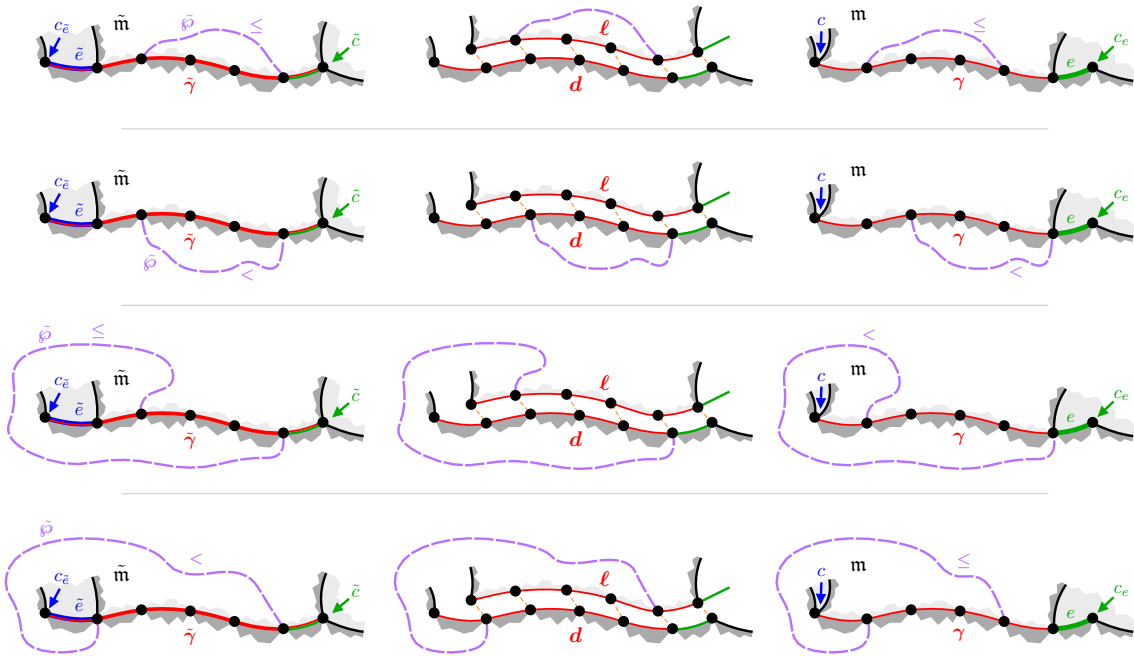 c_ẽ m̃ ℘̃ ≤ c̃ ℓ c m ≤ c_e
ẽ γ̃ d γ e
c_ẽ m̃ c̃ ℓ c m c_e
ẽ γ̃ d γ e
℘̃ < <
℘̃ ≤ <
c_ẽ m̃ c̃ ℓ c m c_e
ẽ γ̃ d γ e
℘̃ < ≤
c_ẽ m̃ c̃ ℓ c m c_e
ẽ γ̃ d γ e